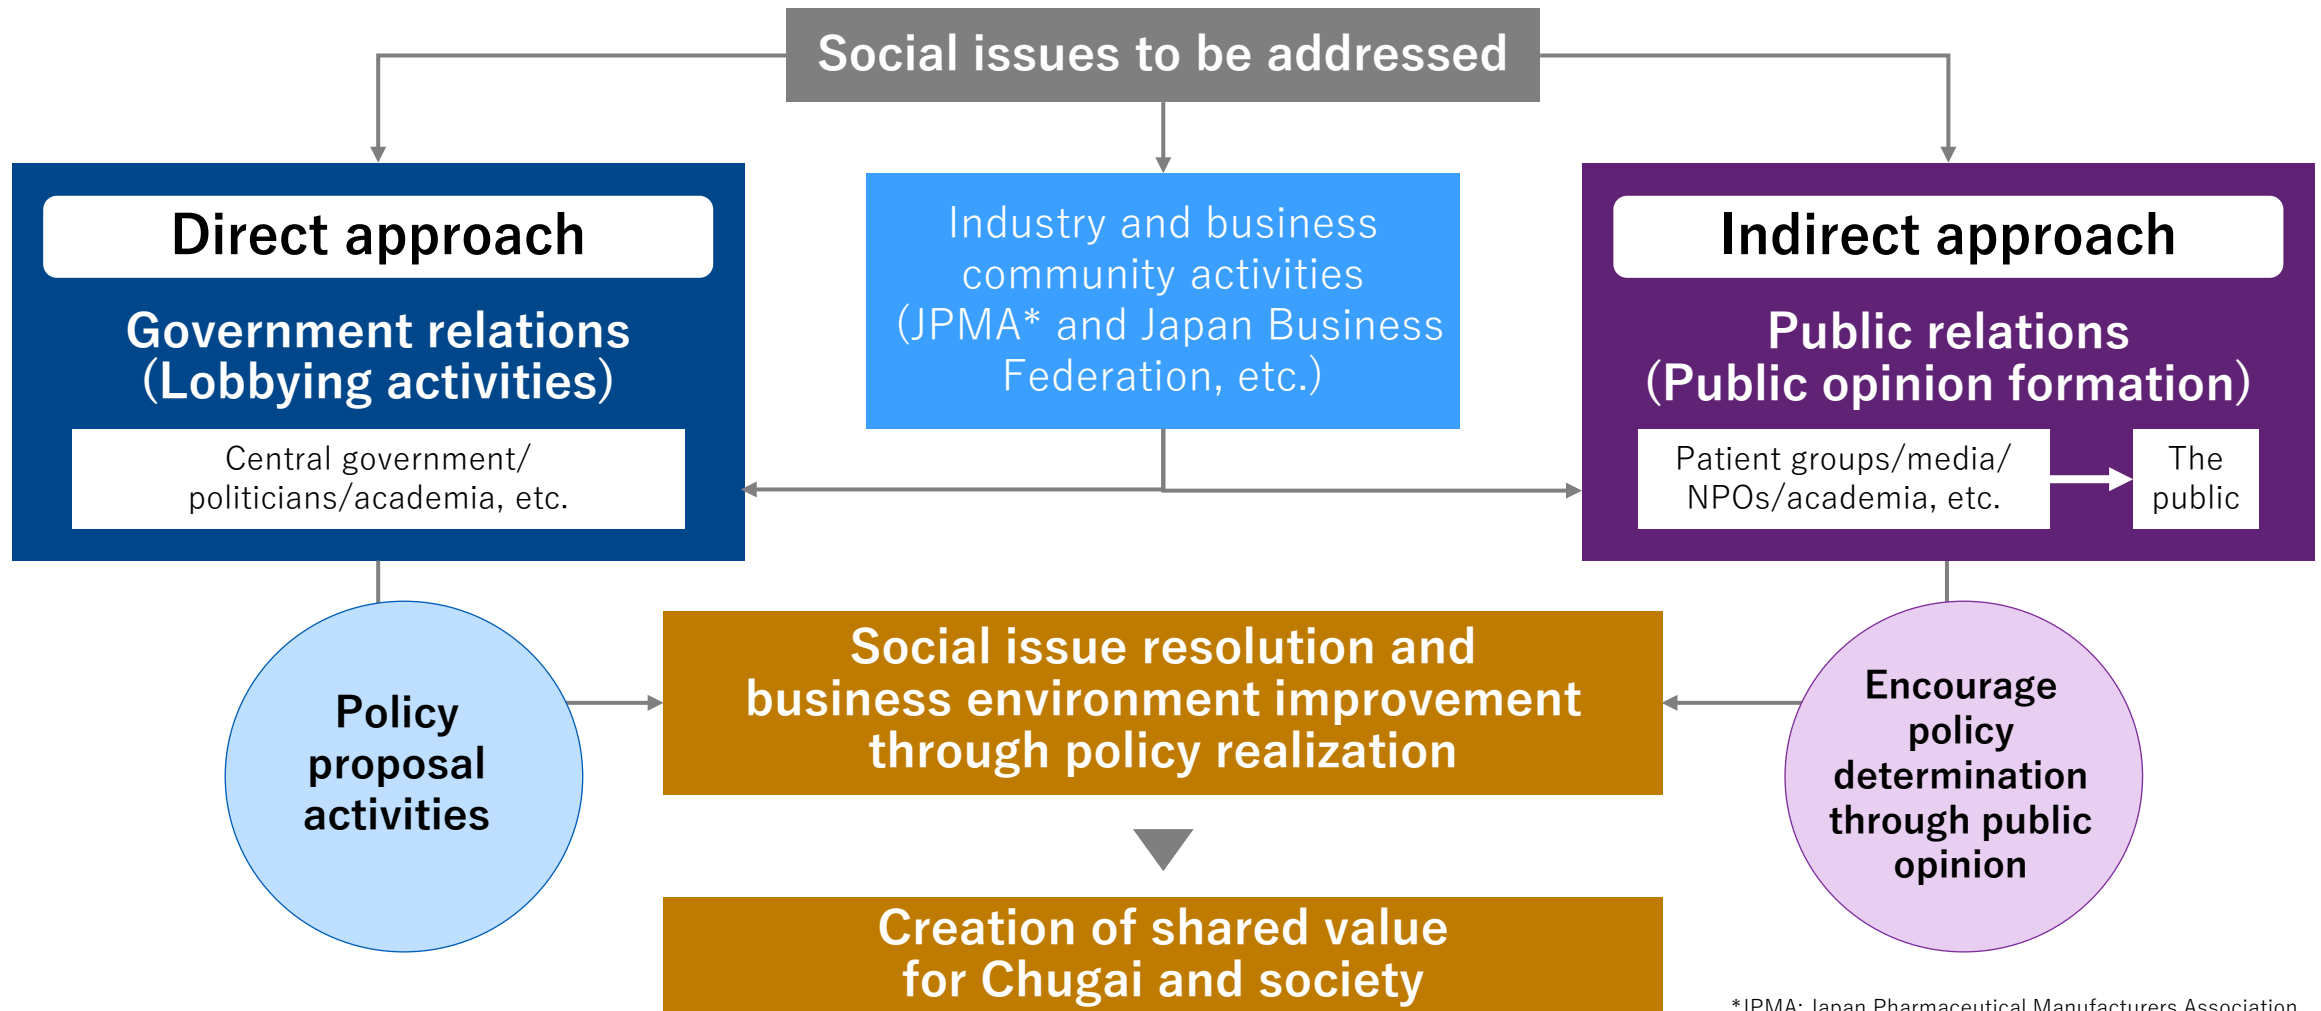 Social issues to be addressed
Direct approach
Government relations
(Lobbying activities)
Central government/
politicians/academia, etc.
Industry and business
community activities
(JPMA* and Japan Business
Federation, etc.)
Indirect approach
Public relations
(Public opinion formation)
Patient groups/media/
NPOs/academia, etc.
The
public
Policy
proposal
activities
Social issue resolution and
business environment improvement
through policy realization
Encourage
policy
determination
through public
opinion
Creation of shared value
for Chugai and society
*JPMA: Japan Pharmaceutical Manufacturers Association